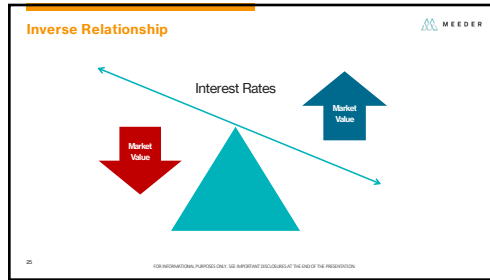 Inverse Relationship
MEEDER
Interest Rates
Market
Value
Market
Value
25
FOR INFORMATIONAL PURPOSES ONLY. SEE IMPORTANT DISCLOSURES AT THE END OF THE PRESENTATION.